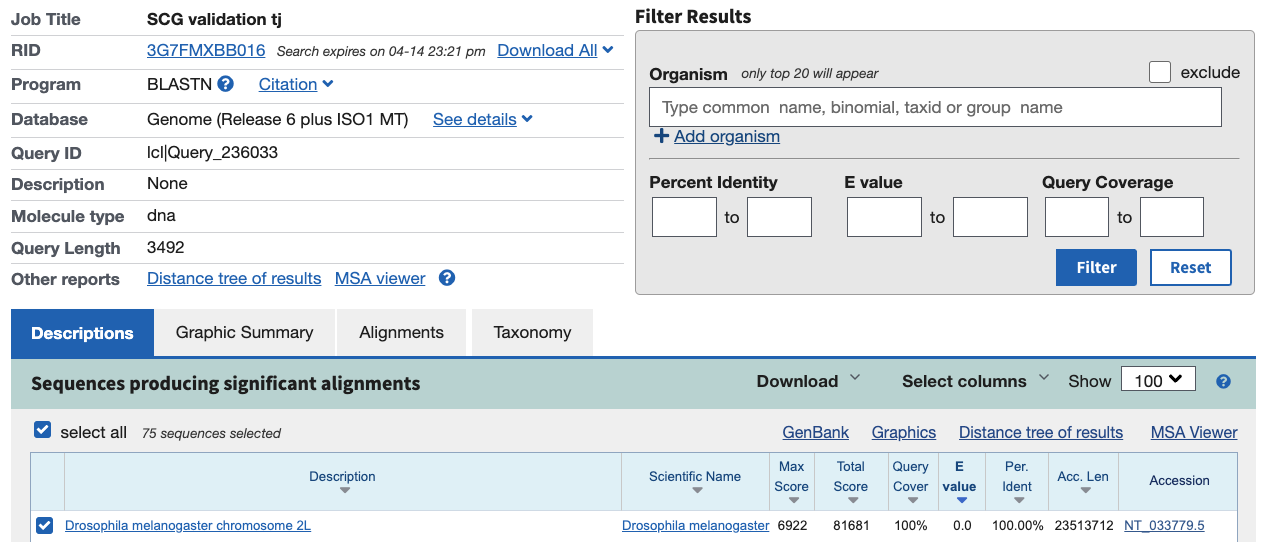 Job Title SCG validation tj
RID 3G7FMXBB016 Search expires on 04-14 23:21 pm Download All
Program BLASTN ? Citation
Database Genome (Release 6 plus ISO1 MT) See details
Query ID lcl|Query_236033
Description None
Molecule type dna
Query Length 3492
Other reports Distance tree of results MSA viewer ?
Filter Results
Organism only top 20 will appear exclude
Type common name, binomial, taxid or group name
+ Add organism
Percent Identity E value Query Coverage
to to to
Filter Reset
Descriptions Graphic Summary Alignments Taxonomy
Sequences producing significant alignments Download Select columns Show 100 ?
select all 75 sequences selected GenBank Graphics Distance tree of results MSA Viewer
Description Scientific Name Max Score Total Score Query Cover E value Per. Ident Acc. Len Accession
Drosophila melanogaster chromosome 2L Drosophila melanogaster 6922 81681 100% 0.0 100.00% 23513712 NT_033779.5